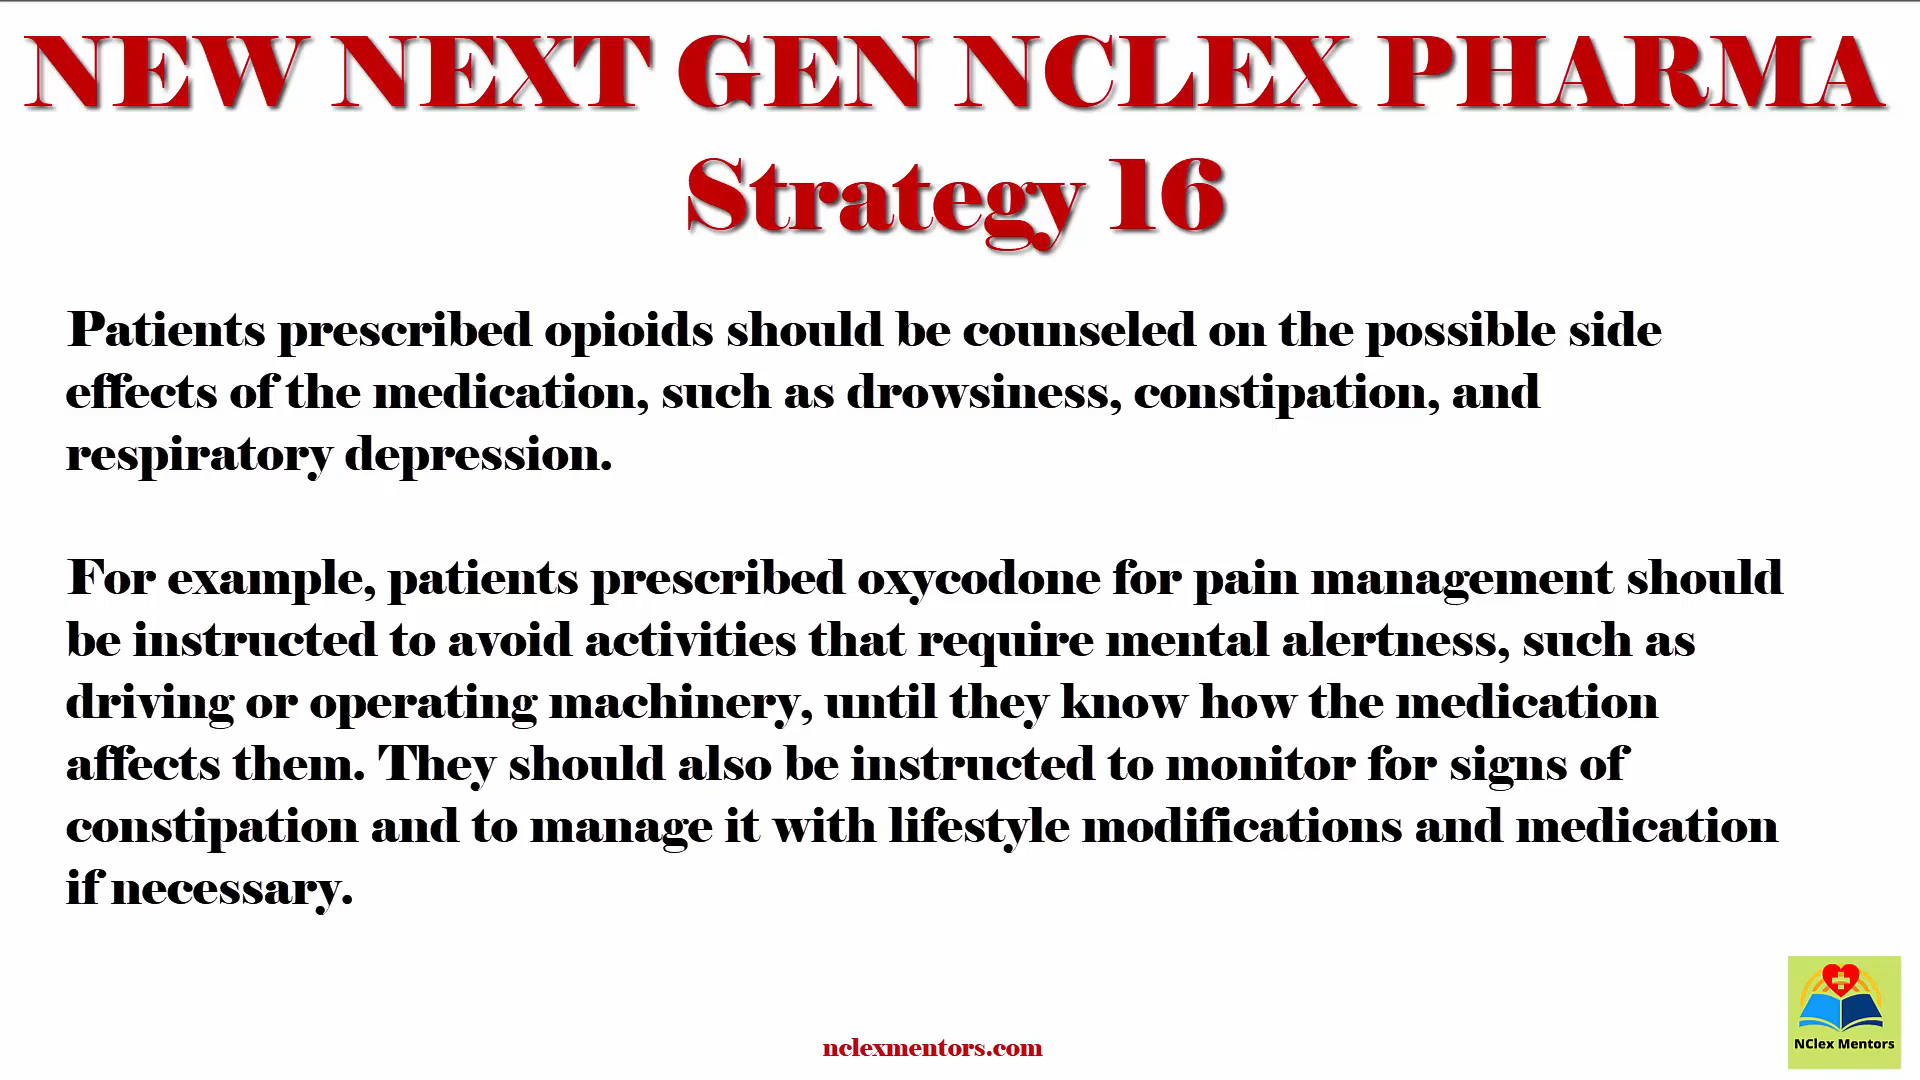 NEW NEXT GEN NCLEX PHARMA
Strategy 16
Patients prescribed opioids should be counseled on the possible side
effects of the medication, such as drowsiness, constipation, and
respiratory depression.
For example, patients prescribed oxycodone for pain management should
be instructed to avoid activities that require mental alertness, such as
driving or operating machinery, until they know how the medication
affects them. They should also be instructed to monitor for signs of
constipation and to manage it with lifestyle modifications and medication
if necessary.
NClex Mentors
nclexmentors.com